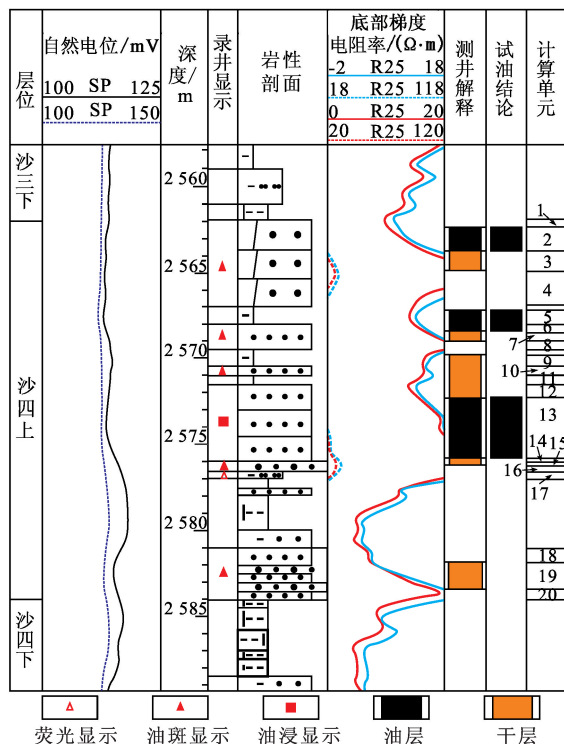 层位
自然电位/mV
100 SP 125
100 SP 150
深度/m
录井显示
岩性
剖面
底部梯度
电阻率/(Ω·m)
-2 R25 18
18 R25 118
0 R25 20
20 R25 120
测井解释
试油结论
计算单元
沙三下
沙四上
沙四下
2 560
2 565
2 570
2 575
2 580
2 585
1
2
3
4
5
6
7
8
9
10
11
12
13
14
15
16
17
18
19
20
荧光显示
油斑显示
油浸显示
油层
干层